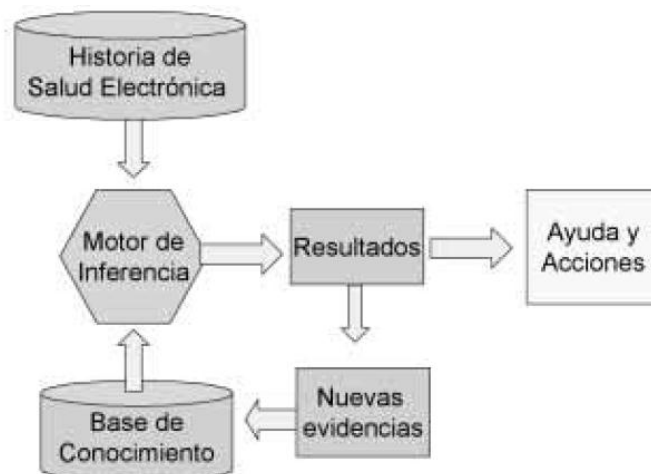 Historia de
Salud Electrónica
Motor de
Inferencia
Resultados
Ayuda y
Acciones
Base de
Conocimiento
Nuevas
evidencias